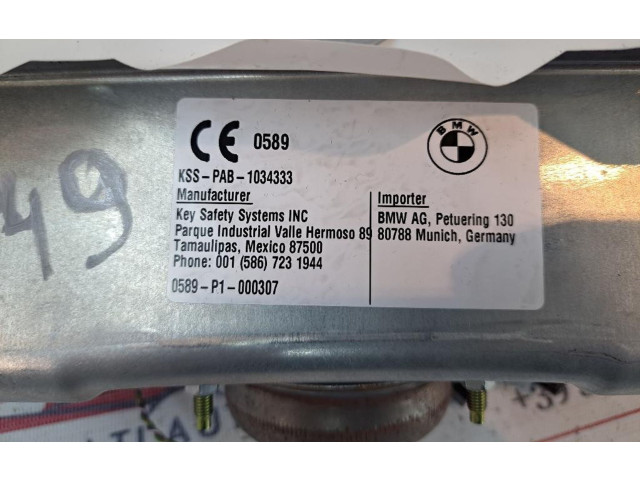 CE 0589
BMW
KSS-PAB-1034333
Manufacturer
Key Safety Systems INC
Parque Industrial Valle Hermoso 89
Tamaulipas, Mexico 87500
Phone: 001 (586) 723 1944
0589-P1-000307
Importer
BMW AG, Petuering 130
80788 Munich, Germany
49